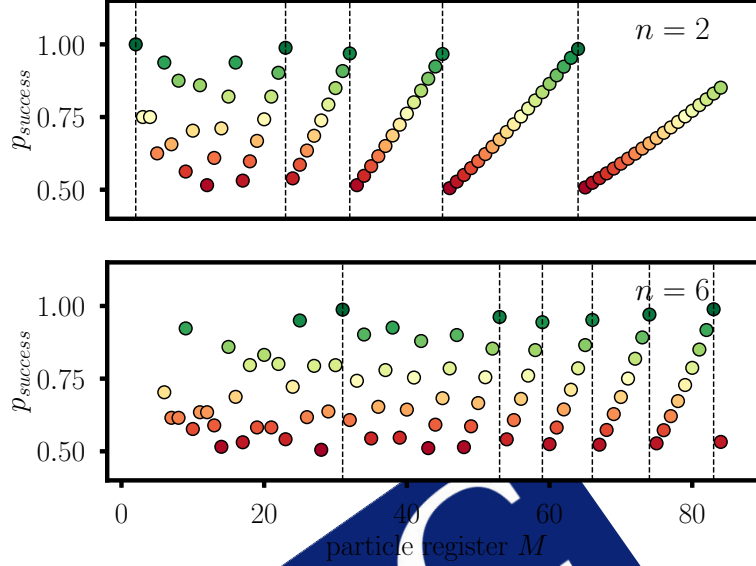 n = 2
p_success
1.00
0.75
0.50
n = 6
p_success
1.00
0.75
0.50
0 20 40 60 80
particle register M
C